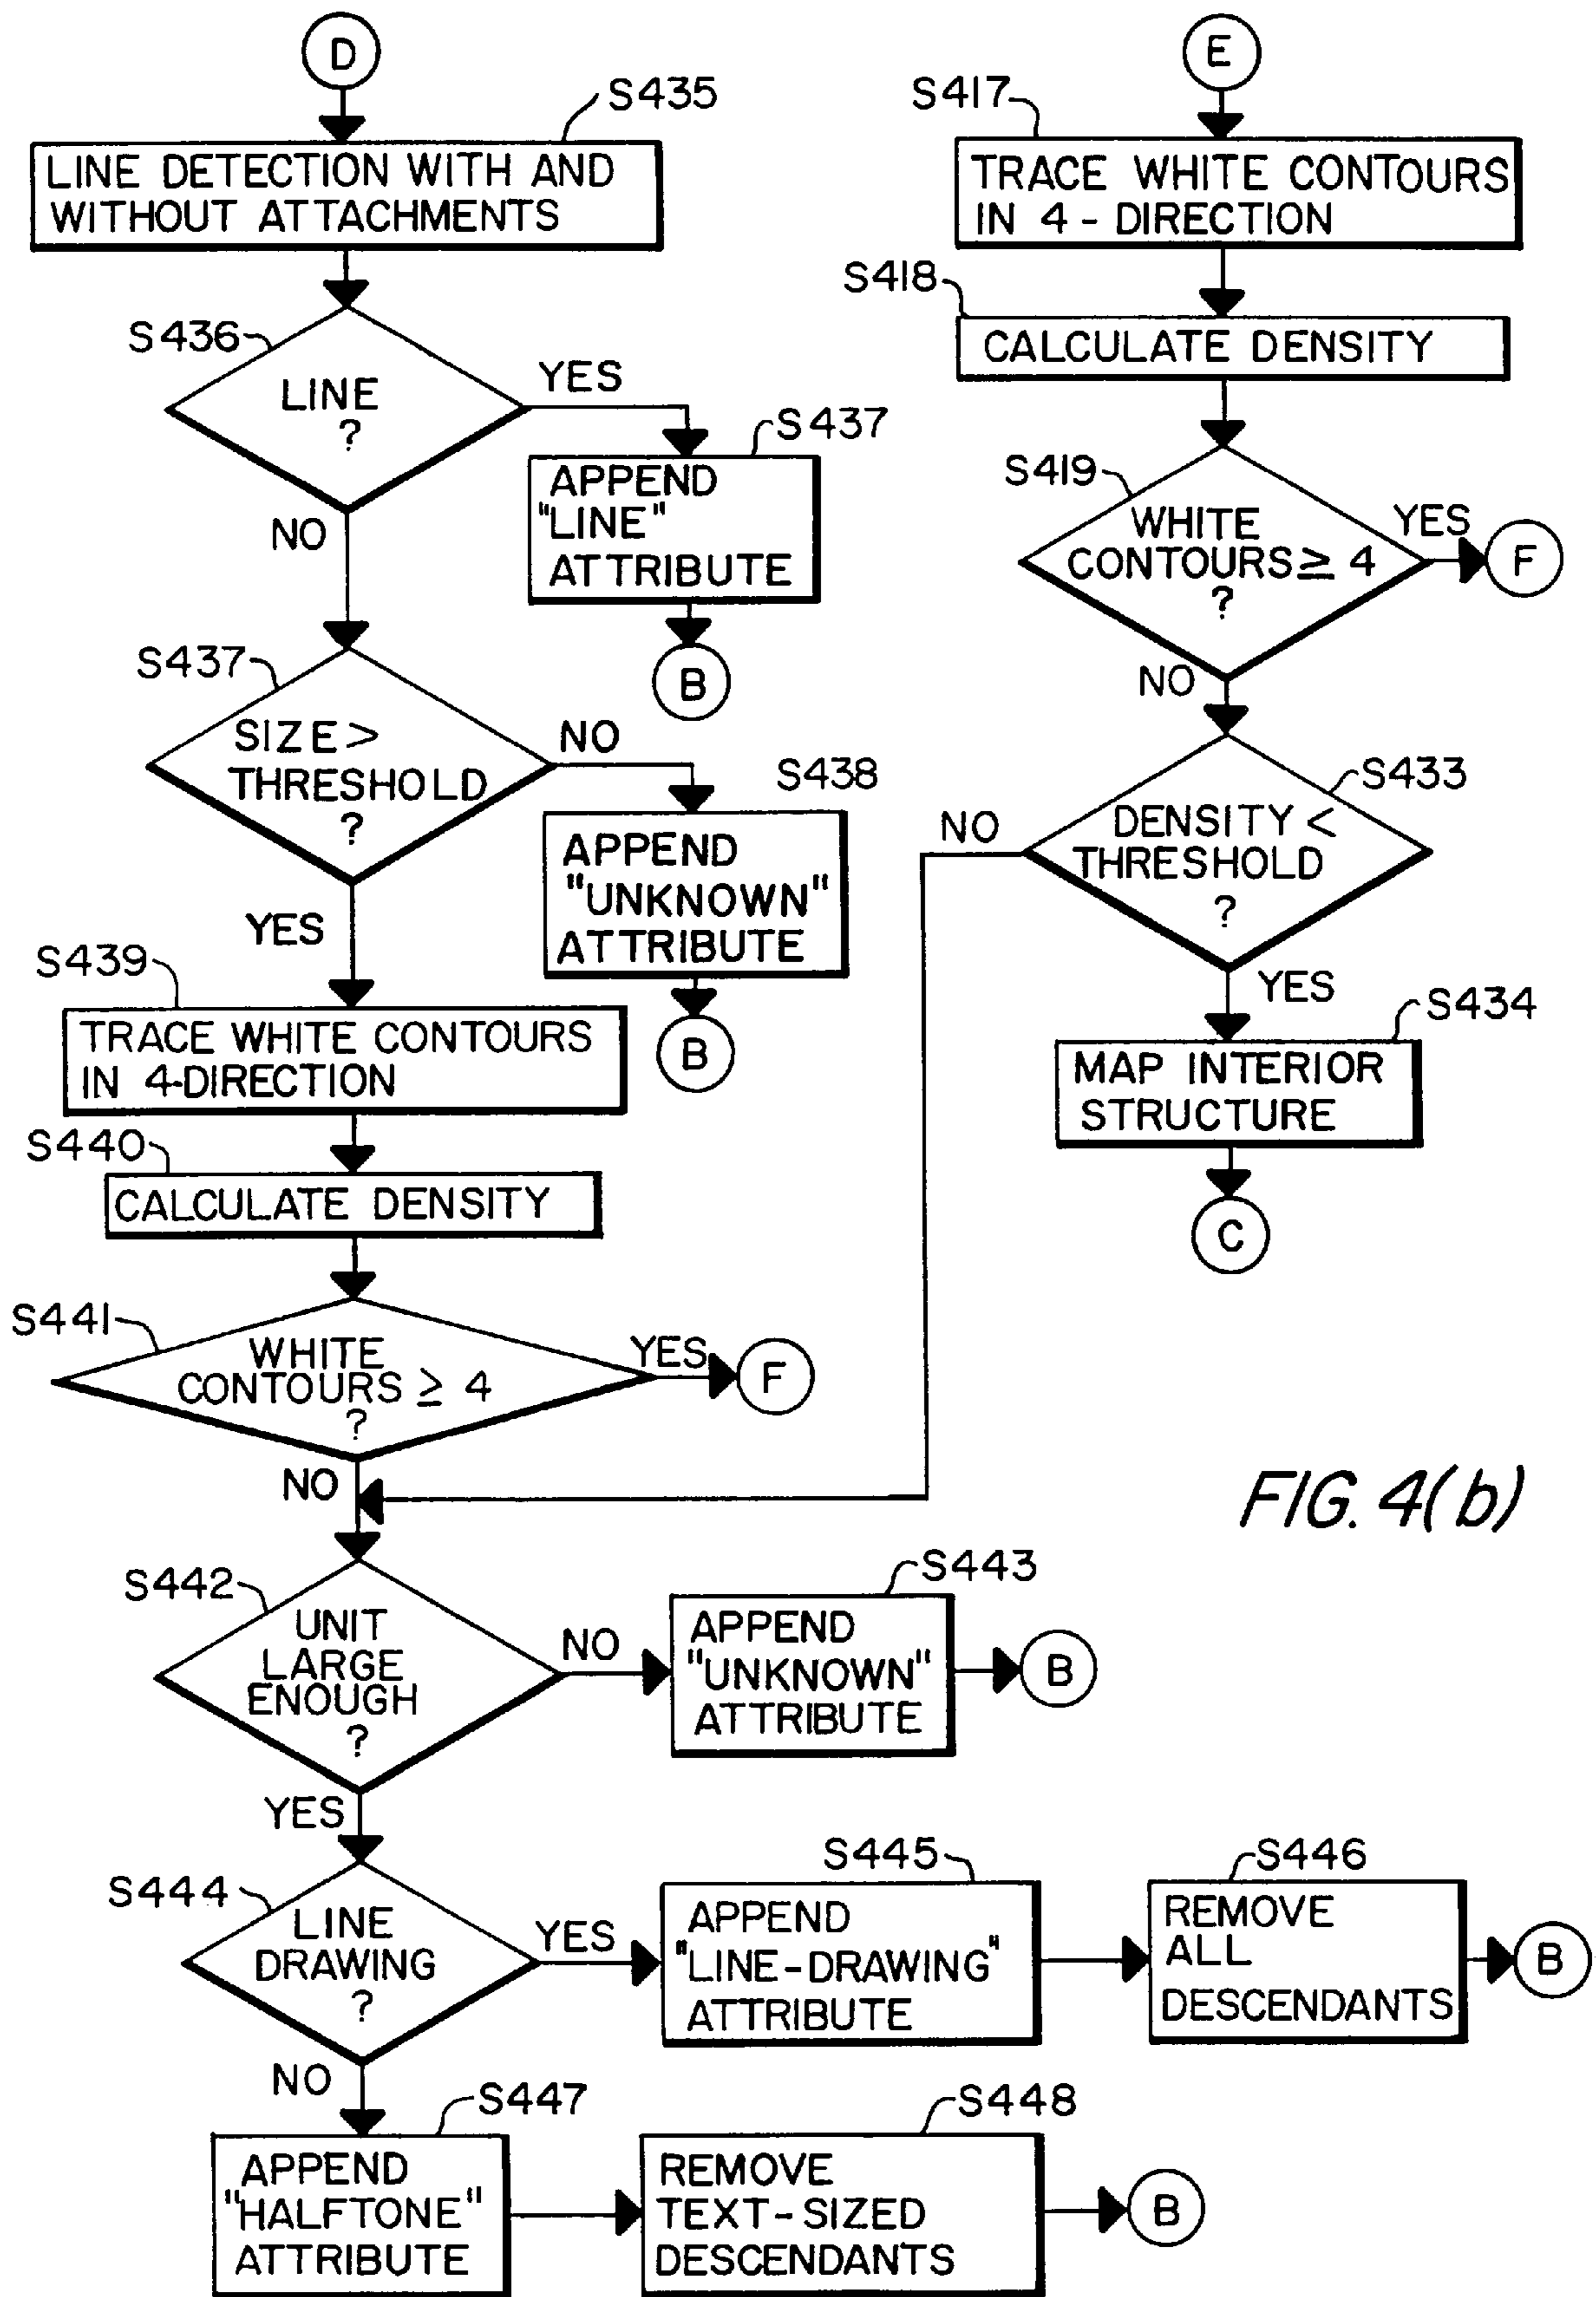 D
S435
LINE DETECTION WITH AND
WITHOUT ATTACHMENTS
S436
LINE
?
YES
NO
S437
APPEND
"LINE"
ATTRIBUTE
B
S437
SIZE >
THRESHOLD
?
NO
YES
S438
APPEND
"UNKNOWN"
ATTRIBUTE
B
S439
TRACE WHITE CONTOURS
IN 4-DIRECTION
S440
CALCULATE DENSITY
S441
WHITE
CONTOURS ≥ 4
?
YES
F
NO
S442
UNIT
LARGE
ENOUGH
?
NO
S443
APPEND
"UNKNOWN"
ATTRIBUTE
B
YES
S444
LINE
DRAWING
?
YES
S445
APPEND
"LINE-DRAWING"
ATTRIBUTE
S446
REMOVE
ALL
DESCENDANTS
B
NO
S447
APPEND
"HALFTONE"
ATTRIBUTE
S448
REMOVE
TEXT-SIZED
DESCENDANTS
B
E
S417
TRACE WHITE CONTOURS
IN 4 - DIRECTION
S418
CALCULATE DENSITY
S419
WHITE
CONTOURS ≥ 4
?
YES
F
NO
S433
DENSITY <
THRESHOLD
?
NO
YES
S434
MAP INTERIOR
STRUCTURE
C
FIG. 4(b)